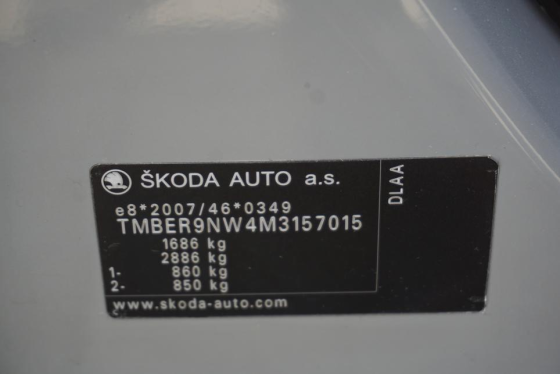 ŠKODA AUTO a.s.
e8*2007/46*0349
TMBER9NW4M3157015
1686 kg
2886 kg
1- 860 kg
2- 850 kg
www.skoda-auto.com
DLAA